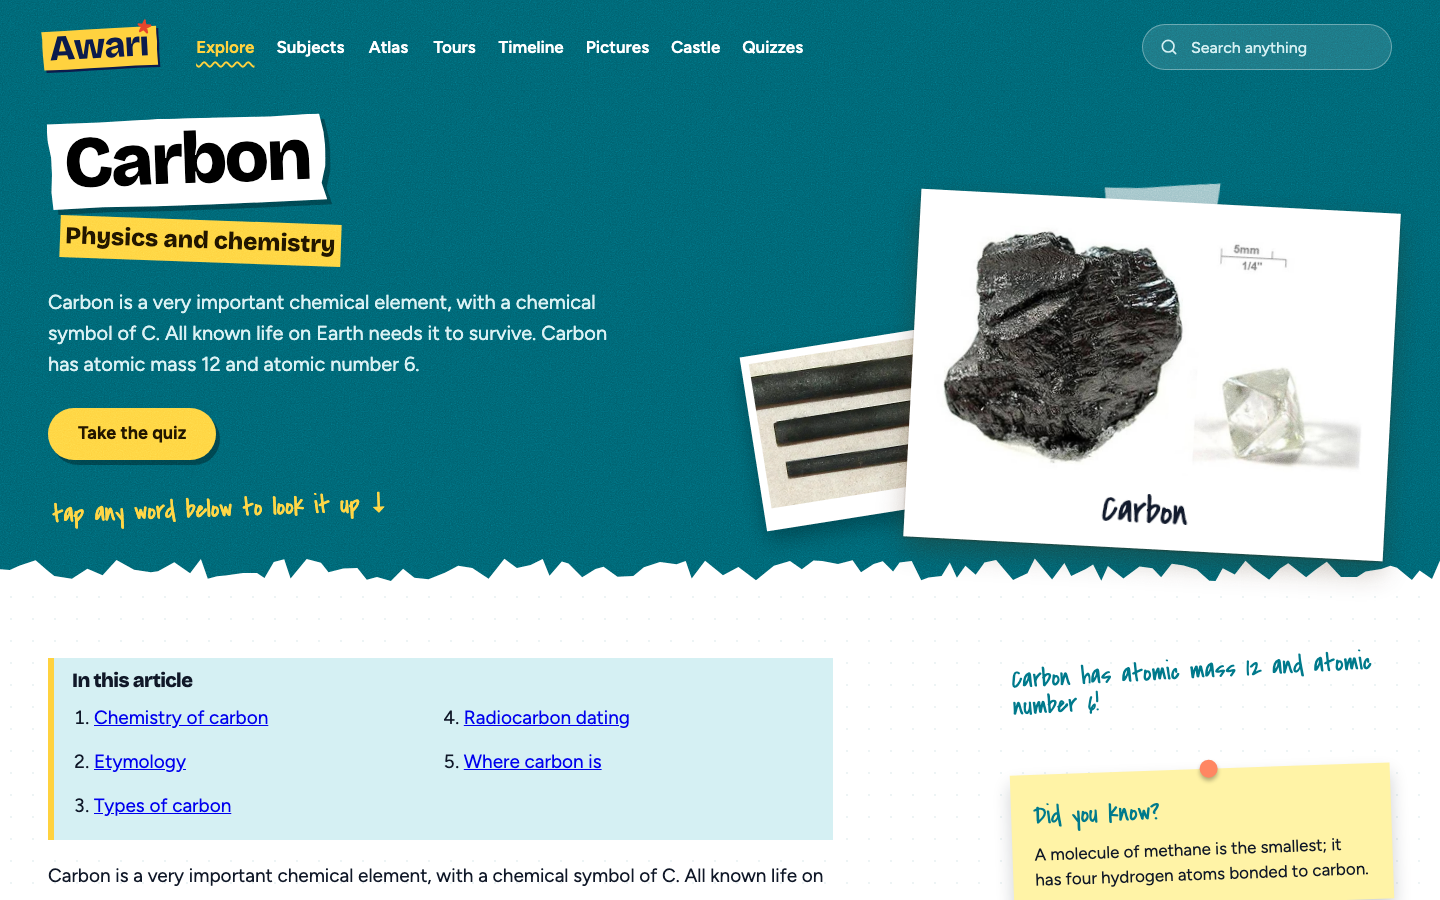 Awari
Explore
Subjects
Atlas
Tours
Timeline
Pictures
Castle
Quizzes
Search anything
Carbon
Physics and chemistry
Carbon is a very important chemical element, with a chemical
symbol of C. All known life on Earth needs it to survive. Carbon
has atomic mass 12 and atomic number 6.
Take the quiz
tap any word below to look it up ↓
5mm
1/4"
Carbon
In this article
1. Chemistry of carbon
2. Etymology
3. Types of carbon
4. Radiocarbon dating
5. Where carbon is
Carbon is a very important chemical element, with a chemical symbol of C. All known life on
Carbon has atomic mass 12 and atomic
number 6!
Did you know?
A molecule of methane is the smallest; it
has four hydrogen atoms bonded to carbon.